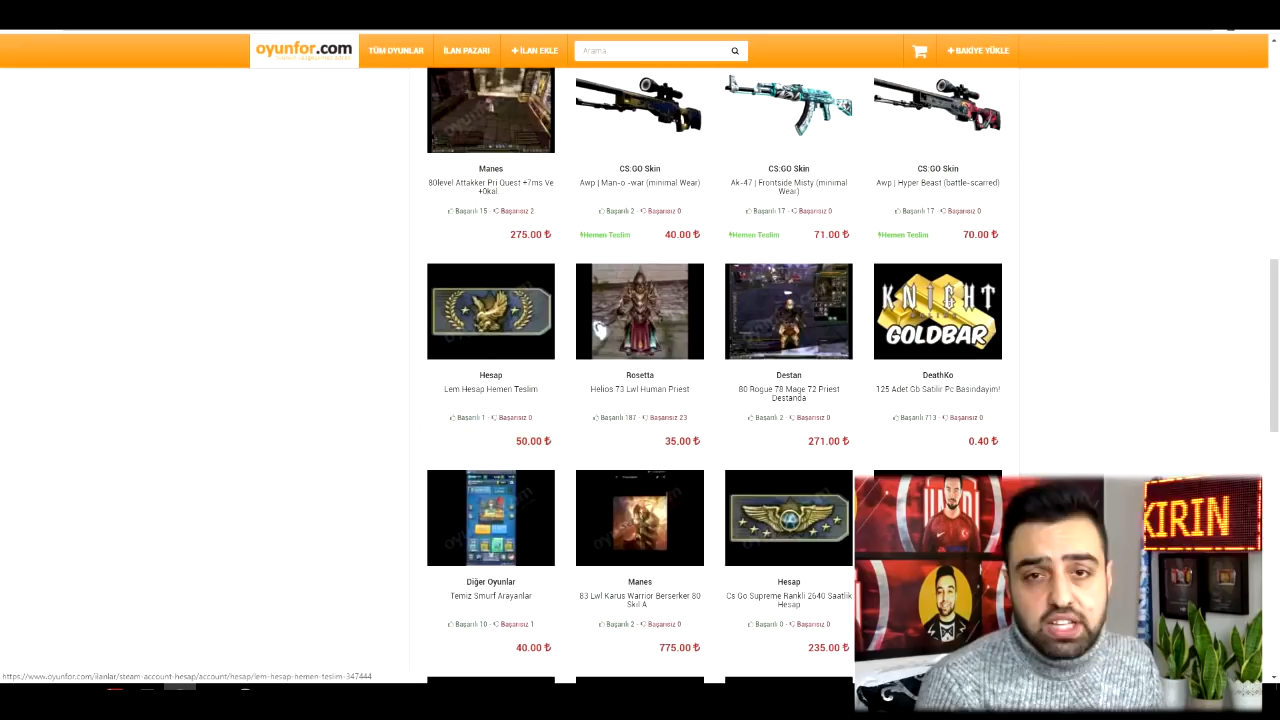 oyunfor.com
TÜM OYUNLAR
İLAN PAZARI
+ İLAN EKLE
Arama
+ BAKİYE YÜKLE
Manes
80level Attakker Pri Quest +7ms Ve
+0kal
Başarılı 15 - Başarısız 2
275.00 ₺
CS:GO Skin
Awp | Man-o -war (minimal Wear)
Başarılı 2 - Başarısız 0
Hemen Teslim
40.00 ₺
CS:GO Skin
Ak-47 | Frontside Misty (minimal
Wear)
Başarılı 17 - Başarısız 0
Hemen Teslim
71.00 ₺
CS:GO Skin
Awp | Hyper Beast (battle-scarred)
Başarılı 17 - Başarısız 0
Hemen Teslim
70.00 ₺
Hesap
Lem Hesap Hemen Teslim
Başarılı 1 - Başarısız 0
50.00 ₺
Rosetta
Helios 73 Lwl Human Priest
Başarılı 187 - Başarısız 23
35.00 ₺
Destan
80 Rogue 78 Mage 72 Priest
Destanda
Başarılı 2 - Başarısız 0
271.00 ₺
KNIGHT
GOLDBAR
DeathKo
125 Adet Gb Satılır Pc Basindayim!
Başarılı 713 - Başarısız 0
0.40 ₺
Diğer Oyunlar
Temiz Smurf Arayanlar
Başarılı 10 - Başarısız 1
40.00 ₺
Manes
83 Lwl Karus Warrior Berserker 80
Skil A
Başarılı 2 - Başarısız 0
775.00 ₺
Hesap
Cs Go Supreme Rankli 2640 Saatlik
Hesap
Başarılı 0 - Başarısız 0
235.00 ₺
KIRIN
https://www.oyunfor.com/ilanlar/steam-account-hesap/account/hesap/lem-hesap-hemen-teslim-347444